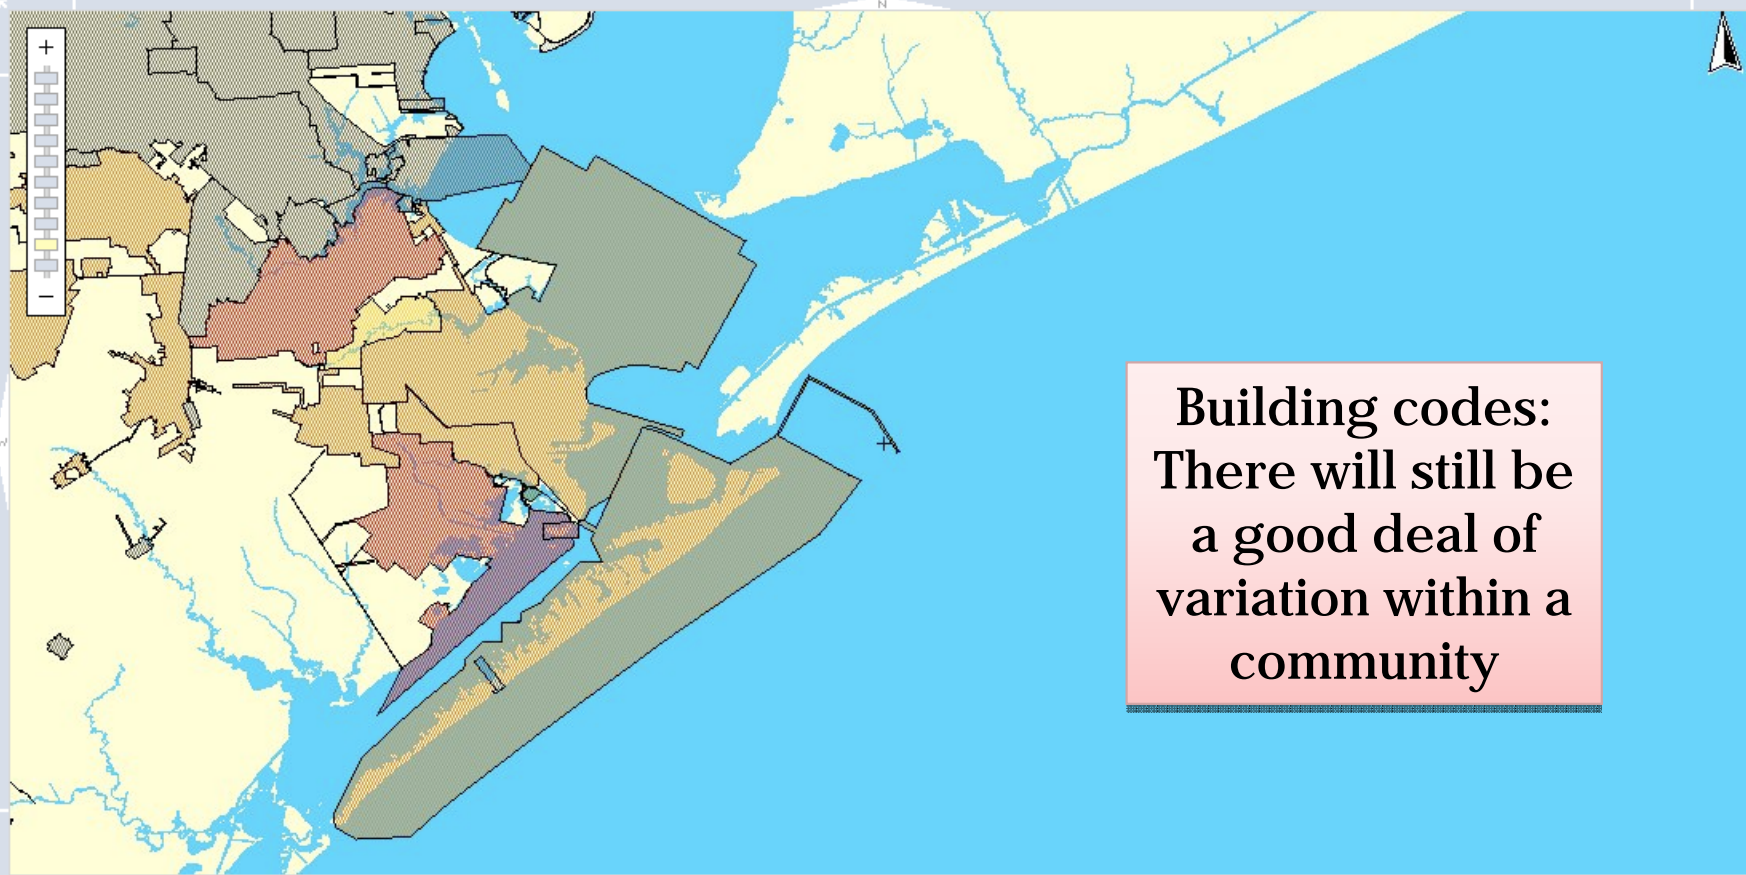 N
+
−
Building codes:
There will still be
a good deal of
variation within a
community